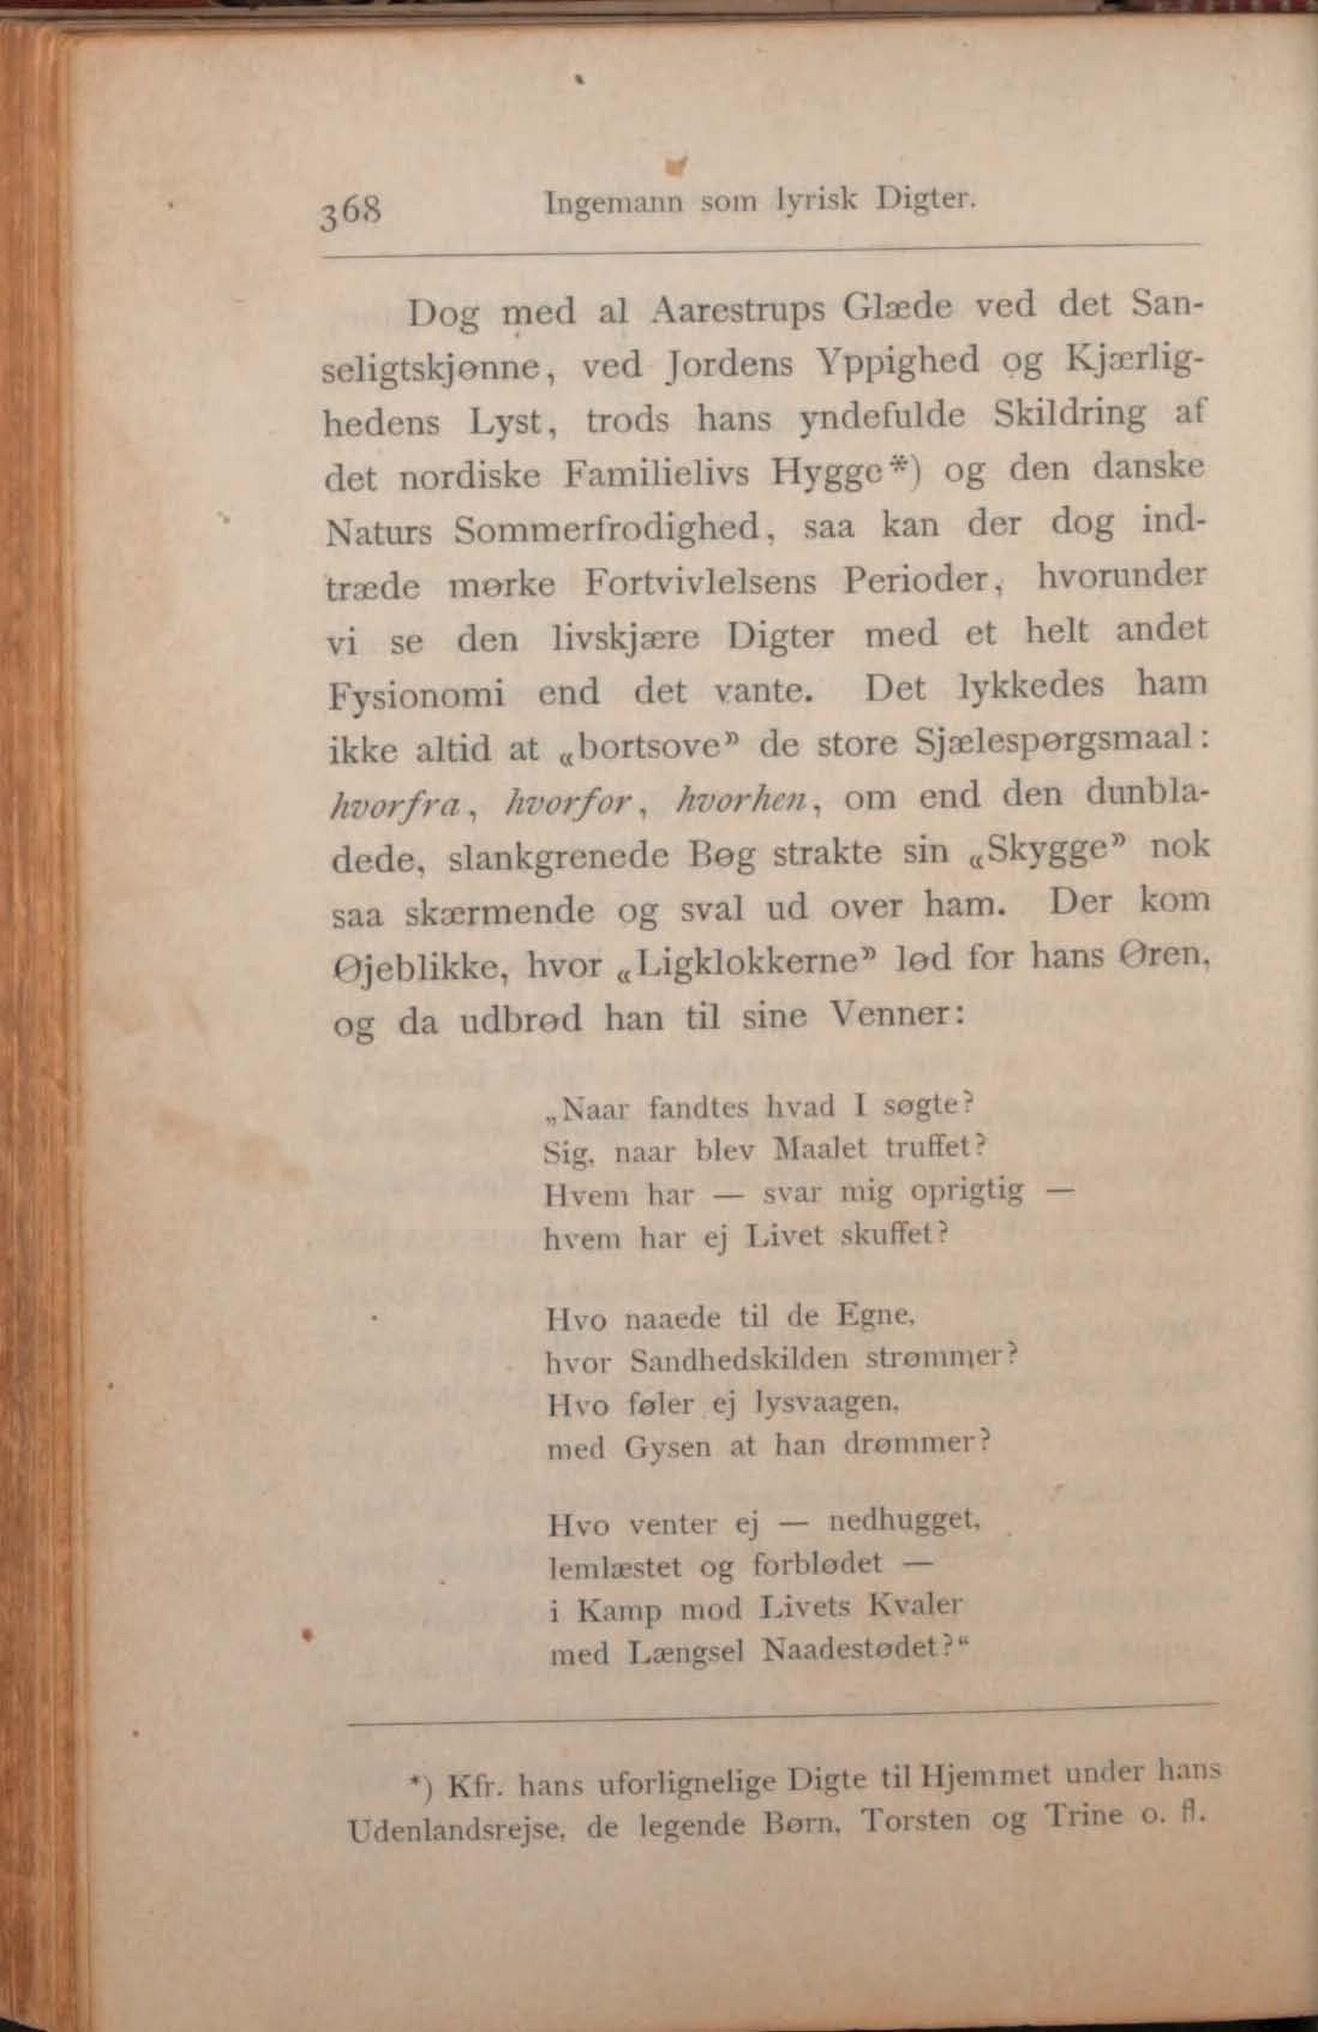 368
Ingemann som lyrisk Digter.
Dog med al Aarestrups Glæde ved det San-
seligtskjønne, ved Jordens Yppighed og Kjærlig-
hedens Lyst, trods hans yndefulde Skildring af
det nordiske Familielivs Hygge*) og den danske
Naturs Sommerfrodighed, saa kan der dog ind-
træde mørke Fortvivlelsens Perioder, hvorunder
vi se den livskjære Digter med et helt andet
Fysionomi end det vante. Det lykkedes ham
ikke altid at «bortsove» de store Sjælespørgsmaal:
hvorfra, hvorfor, hvorhen, om end den dunbla-
dede, slankgrenede Bøg strakte sin «Skygge» nok
saa skærmende og sval ud over ham. Der kom
Øjeblikke, hvor «Ligklokkerne» lød for hans Øren,
og da udbrød han til sine Venner:
„Naar fandtes hvad I søgte?
Sig, naar blev Maalet truffet?
Hvem har — svar mig oprigtig —
hvem har ej Livet skuffet?
Hvo naaede til de Egne,
hvor Sandhedskilden strømmer?
Hvo føler ej lysvaagen,
med Gysen at han drømmer?
Hvo venter ej — nedhugget,
lemlæstet og forblødet —
i Kamp mod Livets Kvaler
med Længsel Naadestødet?“
*) Kfr. hans uforlignelige Digte til Hjemmet under hans
Udenlandsrejse, de legende Børn, Torsten og Trine o. fl.